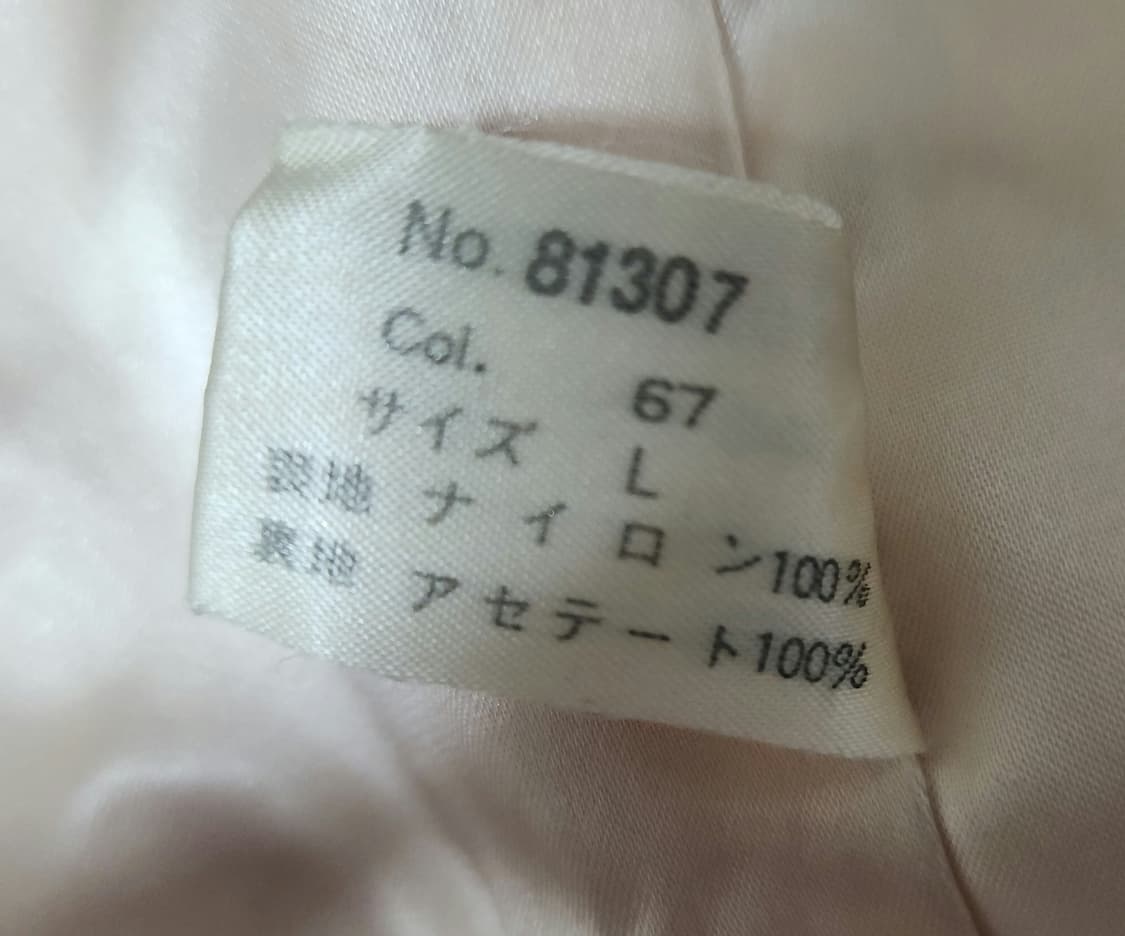 No. 81307
Col. 67
サイズ L
表地 ナイロン100%
裏地 アセテート100%